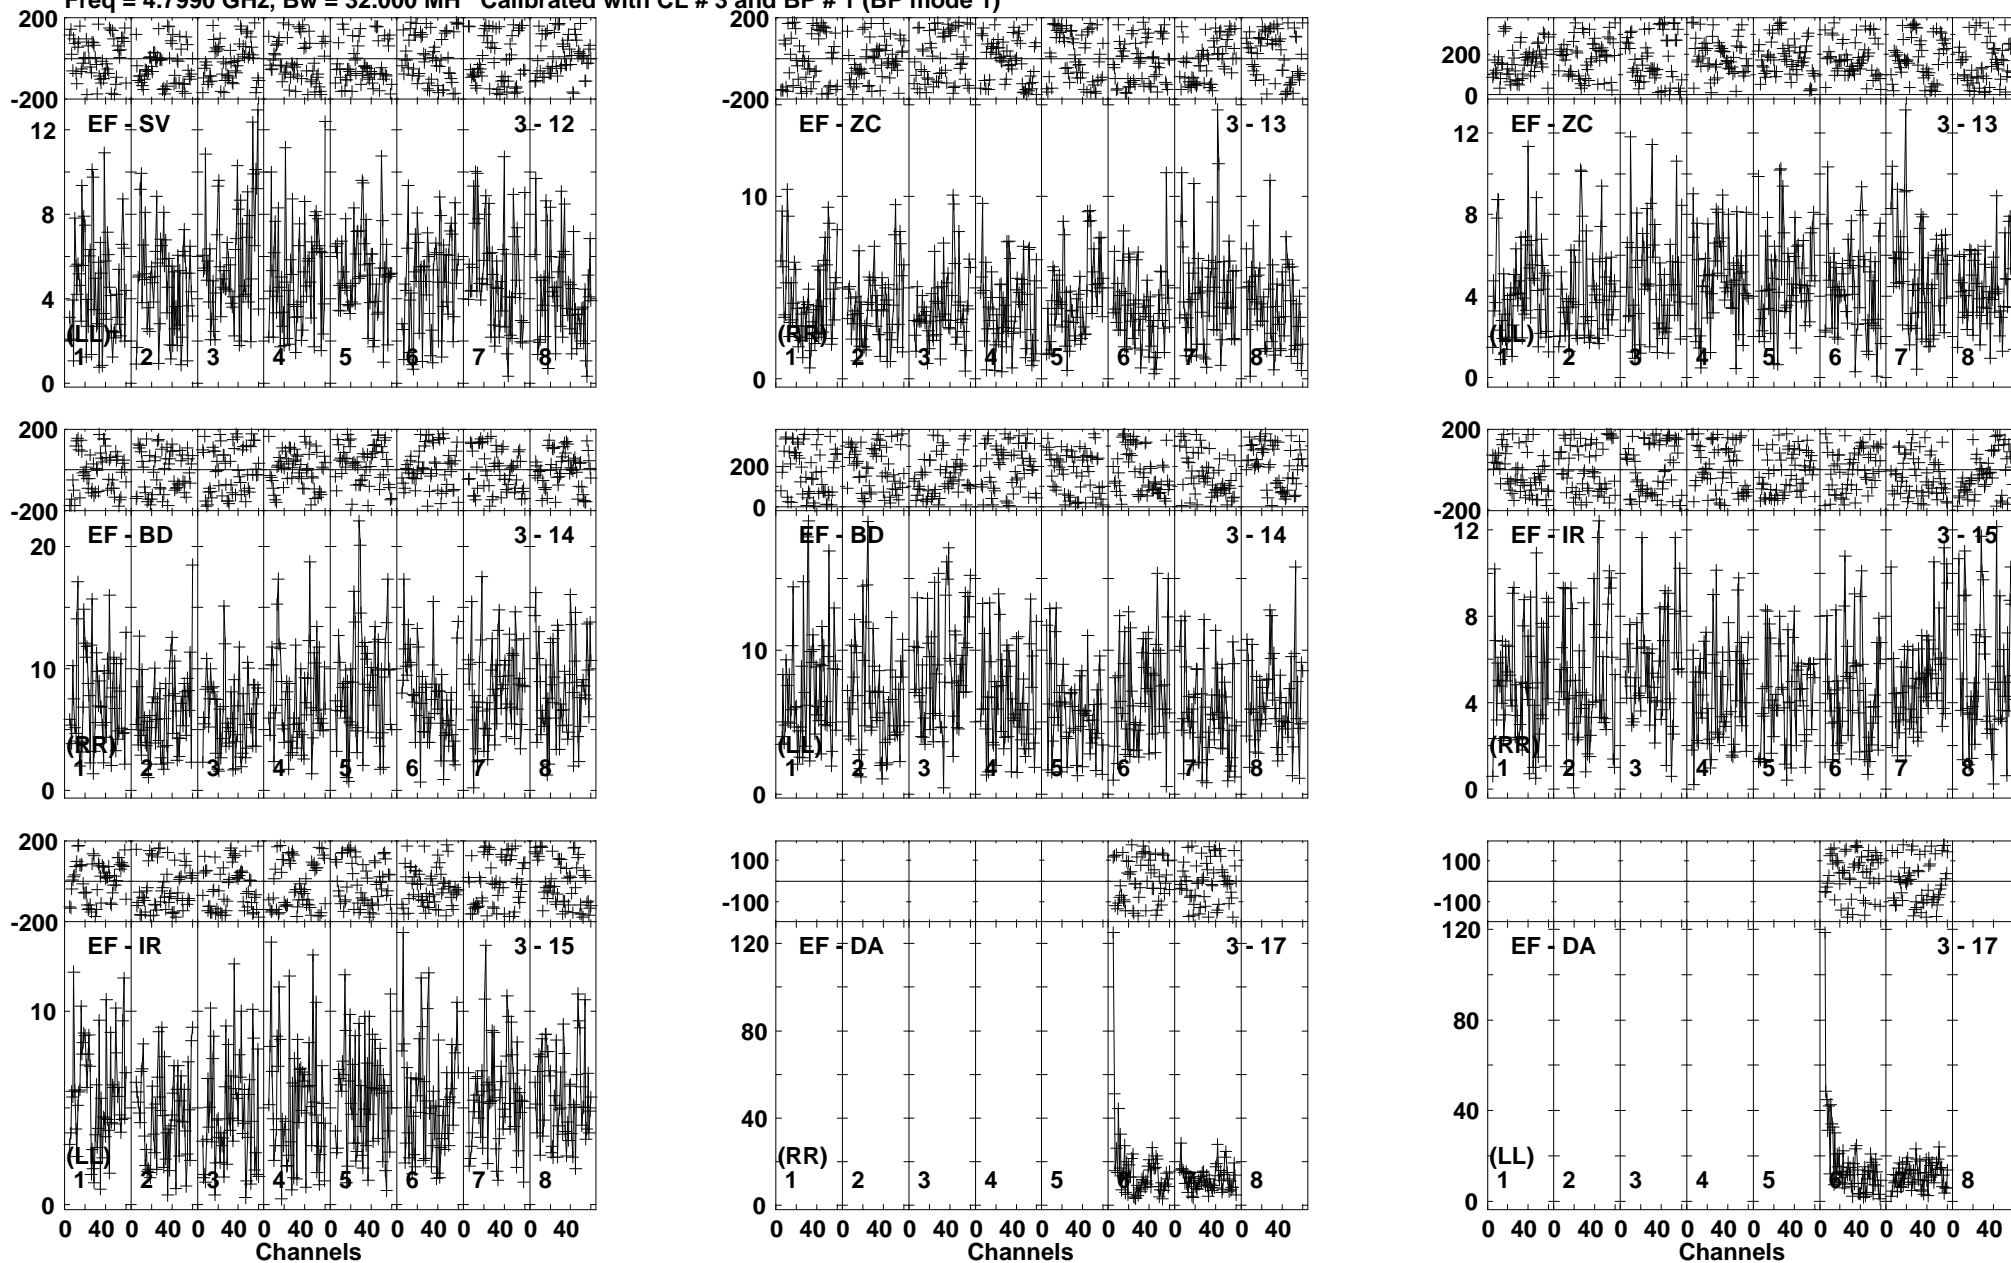 Freq = 4.7990 GHz, Bw = 32.000 MH Calibrated with CL # 3 and BP # 1 (BP mode 1)
200 200
-200 -200 200 0
EF - SV 3 - 12 EF - ZC 3 - 13 EF - ZC 3 - 13
12 12
10
8 8
4 4
(LL) (RR) (LL)
1 2 3 4 5 6 7 8 1 2 3 4 5 6 7 8 1 2 3 4 5 6 7 8
0 0 0
200 200 200
-200 0 -200
EF - BD 3 - 14 EF - BD 3 - 14 EF - IR 3 - 15
20 12
10 10 8
4
(RR) (LL) (RR)
1 2 3 4 5 6 7 8 1 2 3 4 5 6 7 8 1 2 3 4 5 6 7 8
0 0 0
200 100 100
-200 -100 -100
EF - IR 3 - 15 EF - DA 3 - 17 EF - DA 3 - 17
120 120
10 80 80
40 40
(LL) (RR) (LL)
1 2 3 4 5 6 7 8 1 2 3 4 5 6 7 8 1 2 3 4 5 6 7 8
0 0 0
0 40 0 40 0 40 0 40 0 40 0 40 0 40 0 40 0 40 0 40 0 40 0 40 0 40 0 40 0 40 0 40 0 40 0 40 0 40 0 40 0 40 0 40 0 40 0 40
Channels Channels Channels